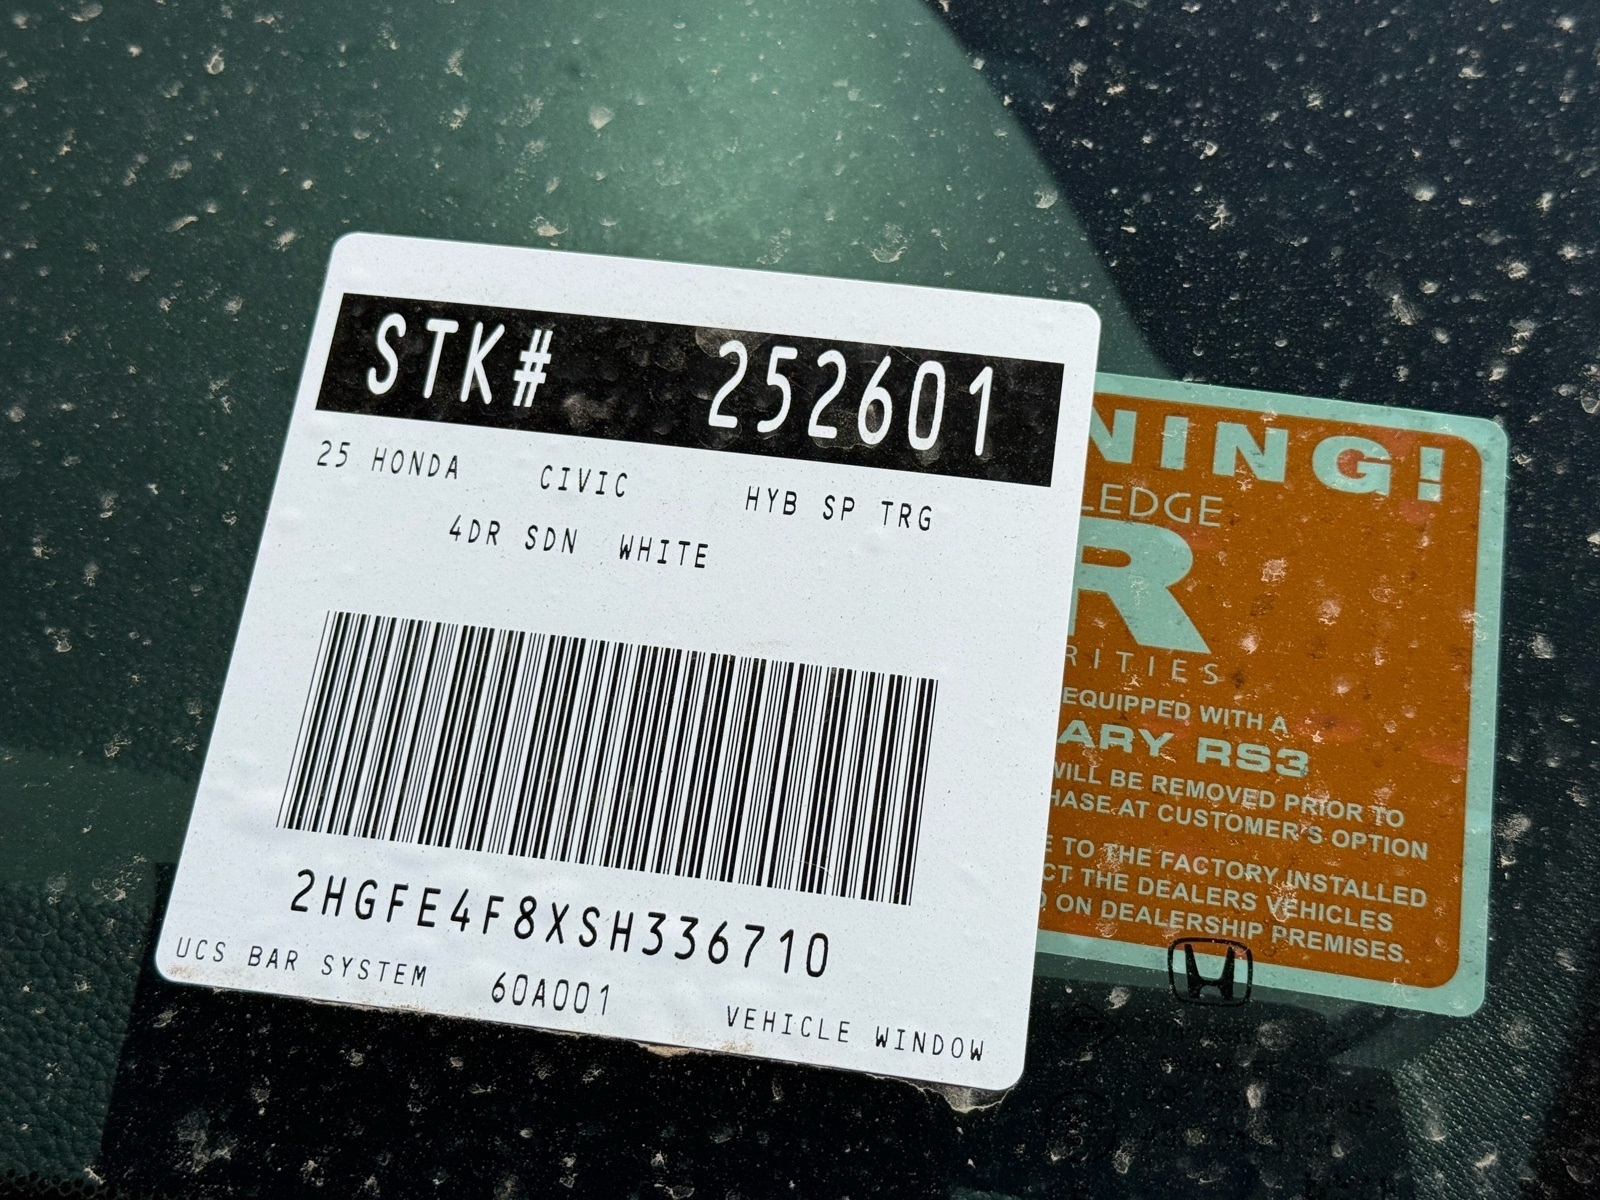 STK# 252601
25 HONDA CIVIC HYB SP TRG
4DR SDN WHITE
2HGFE4F8XSH336710
UCS BAR SYSTEM 60A001 VEHICLE WINDOW
NING!
LEDGE
R
RITIES
EQUIPPED WITH A
ARY RS3
WILL BE REMOVED PRIOR TO
HASE AT CUSTOMER'S OPTION
E TO THE FACTORY INSTALLED
CT THE DEALERS VEHICLES
D ON DEALERSHIP PREMISES.